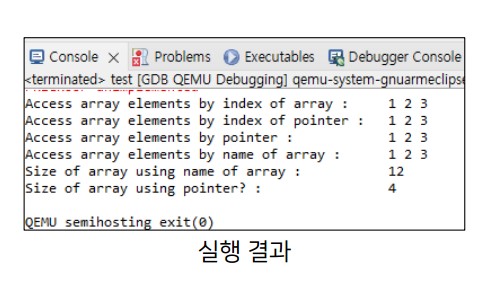 Console Problems Executables Debugger Console
<terminated> test [GDB QEMU Debugging] qemu-system-gnuarmeclipse
Access array elements by index of array : 1 2 3
Access array elements by index of pointer : 1 2 3
Access array elements by pointer : 1 2 3
Access array elements by name of array : 1 2 3
Size of array using name of array : 12
Size of array using pointer? : 4
QEMU semihosting exit(0)
실행 결과